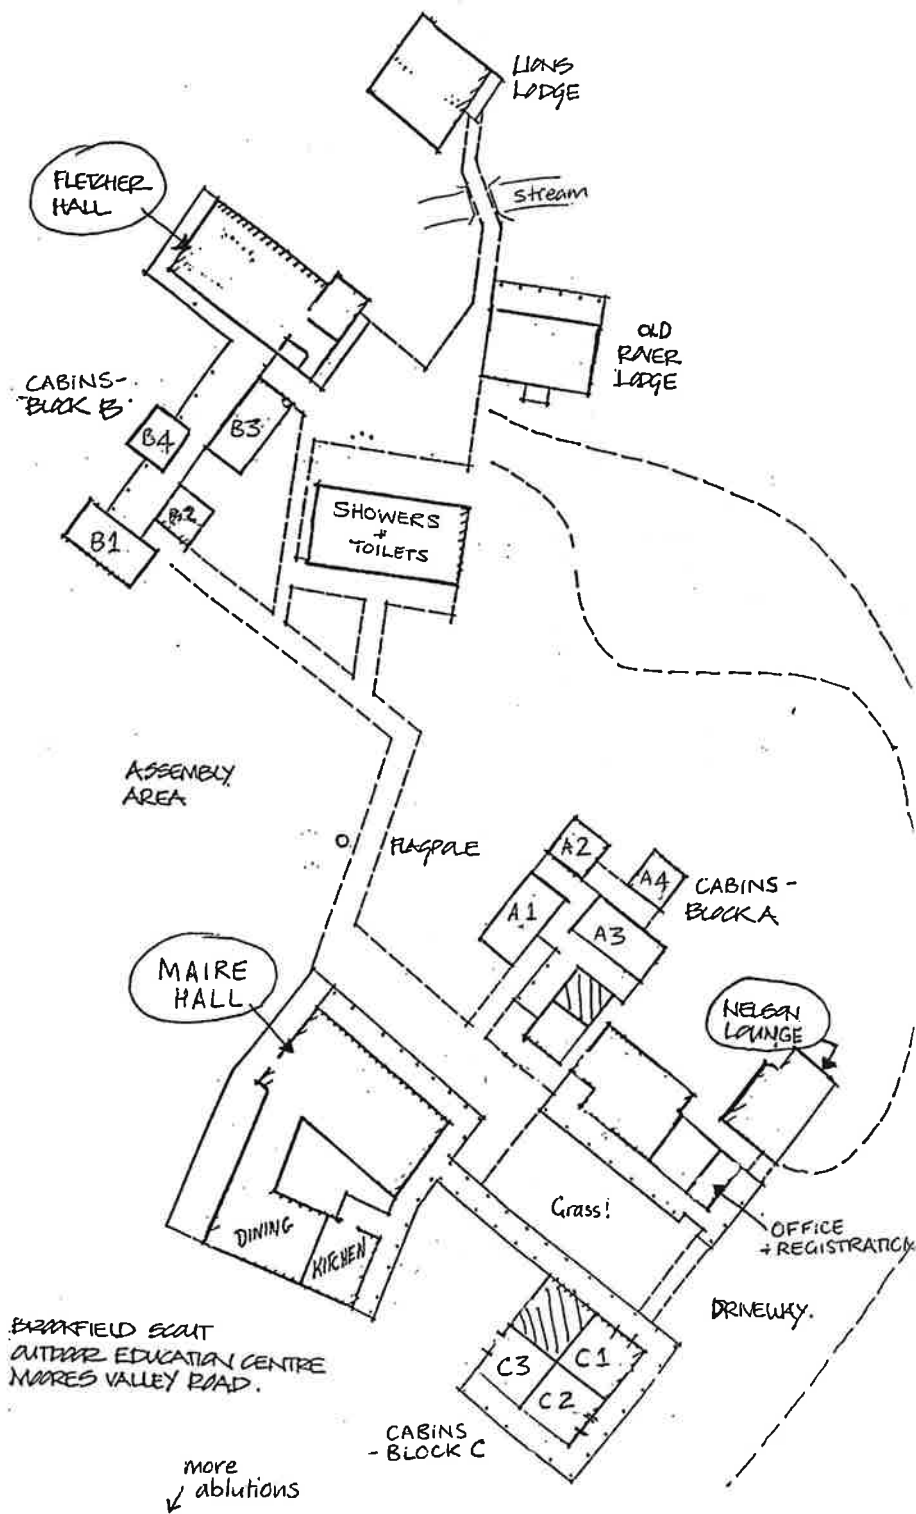 LIONS
LODGE
FLETCHER
HALL
stream
OLD
RIVER
LODGE
CABINS-
BLOCK B.
B4
B3
B2
B1
SHOWERS
+
TOILETS
ASSEMBLY
AREA
FLAGPOLE
A2
A4
A1
A3
CABINS-
BLOCK A
MAIRE
HALL
NELSON
LOUNGE
Grass!
OFFICE
+ REGISTRATION
DINING
KITCHEN
DRIVEWAY.
BROOKFIELD SCOUT
OUTDOOR EDUCATION CENTRE
MOORES VALLEY ROAD.
C1
C3
C2
CABINS
- BLOCK C
more
ablutions